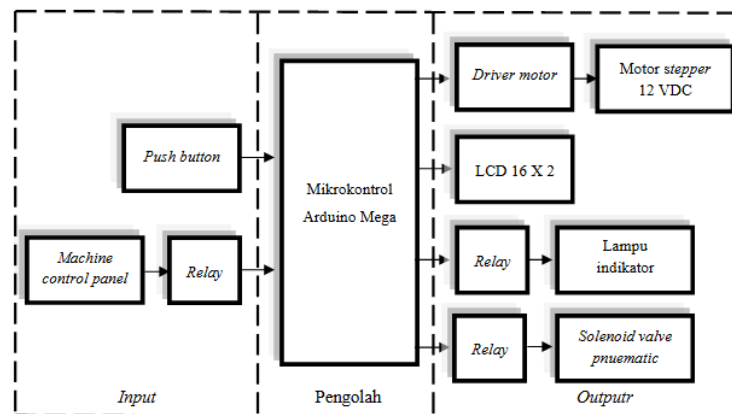 Driver motor
Motor stepper
12 VDC
Push button
Mikrokontrol
Arduino Mega
LCD 16 X 2
Machine
control panel
Relay
Relay
Lampu
indikator
Relay
Solenoid valve
pnuematic
Input
Pengolah
Outputr